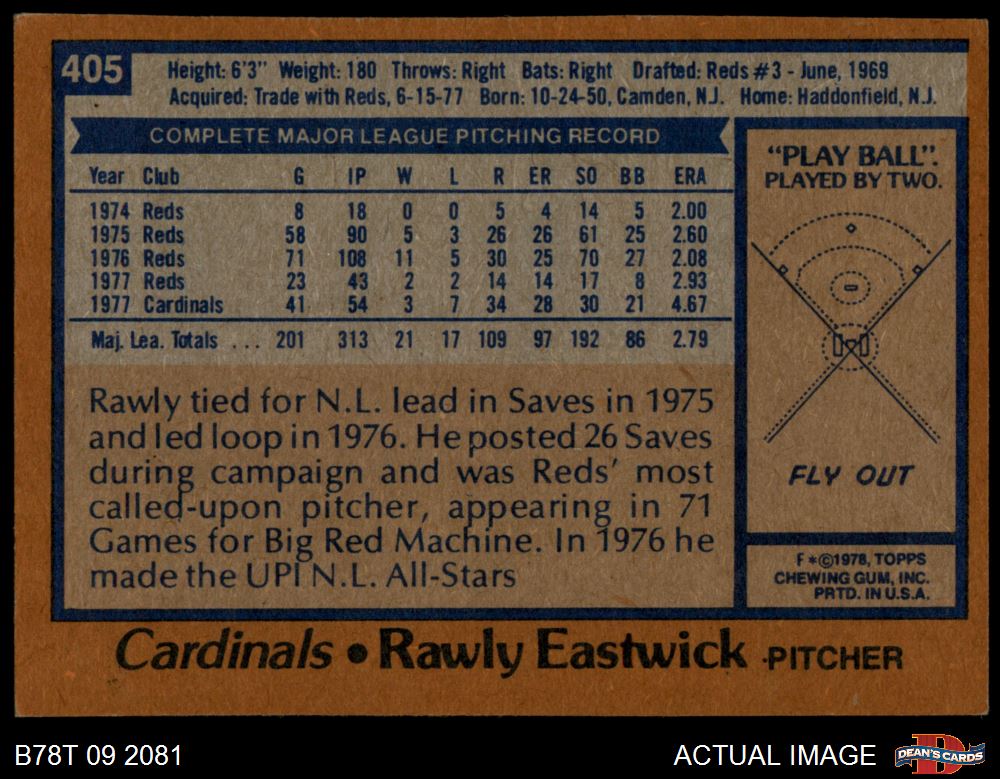 405
Height: 6'3" Weight: 180 Throws: Right Bats: Right Drafted: Reds #3 - June, 1969
Acquired: Trade with Reds, 6-15-77 Born: 10-24-50, Camden, N.J. Home: Haddonfield, N.J.
COMPLETE MAJOR LEAGUE PITCHING RECORD
Year Club G IP W L R ER SO BB ERA
1974 Reds 8 18 0 0 5 4 14 5 2.00
1975 Reds 58 90 5 3 26 26 61 25 2.60
1976 Reds 71 108 11 5 30 25 70 27 2.08
1977 Reds 23 43 2 2 14 14 17 8 2.93
1977 Cardinals 41 54 3 7 34 28 30 21 4.67
Maj. Lea. Totals ... 201 313 21 17 109 97 192 86 2.79
Rawly tied for N.L. lead in Saves in 1975
and led loop in 1976. He posted 26 Saves
during campaign and was Reds' most
called-upon pitcher, appearing in 71
Games for Big Red Machine. In 1976 he
made the UPI N.L. All-Stars
"PLAY BALL".
PLAYED BY TWO.
FLY OUT
F*©1978, TOPPS
CHEWING GUM, INC.
PRTD. IN U.S.A.
Cardinals • Rawly Eastwick • PITCHER
B78T 09 2081
ACTUAL IMAGE
DEAN'S CARDS